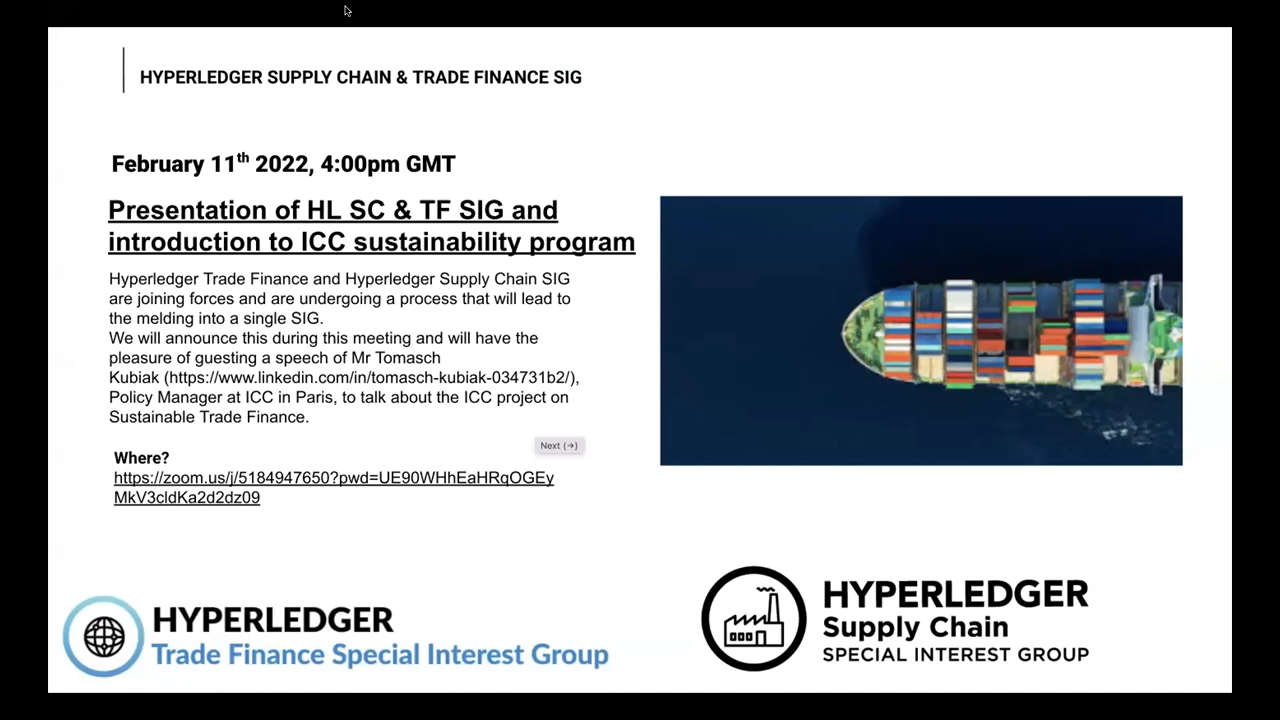 HYPERLEDGER SUPPLY CHAIN & TRADE FINANCE SIG
February 11th 2022, 4:00pm GMT
Presentation of HL SC & TF SIG and
introduction to ICC sustainability program
Hyperledger Trade Finance and Hyperledger Supply Chain SIG
are joining forces and are undergoing a process that will lead to
the melding into a single SIG.
We will announce this during this meeting and will have the
pleasure of guesting a speech of Mr Tomasch
Kubiak (https://www.linkedin.com/in/tomasch-kubiak-034731b2/),
Policy Manager at ICC in Paris, to talk about the ICC project on
Sustainable Trade Finance.
Next (→)
Where?
https://zoom.us/j/5184947650?pwd=UE90WHhEaHRqOGEy
MkV3cldKa2d2dz09
HYPERLEDGER
Trade Finance Special Interest Group
HYPERLEDGER
Supply Chain
SPECIAL INTEREST GROUP